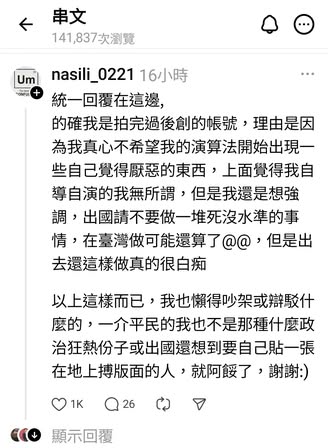 串文
141,837次瀏覽
Um
nasili_0221 16小時
統一回覆在這邊,
的確我是拍完過後創的帳號，理由是因
為我真心不希望我的演算法開始出現一
些自己覺得厭惡的東西，上面覺得我自
導自演的我無所謂，但是我還是想強
調，出國請不要做一堆死沒水準的事
情，在臺灣做可能還算了@@，但是出
去還這樣做真的很白痴
以上這樣而已，我也懶得吵架或辯駁什
麼的，一介平民的我也不是那種什麼政
治狂熱份子或出國還想到要自己貼一張
在地上搏版面的人，就阿餒了，謝謝:)
1K 26
顯示回覆